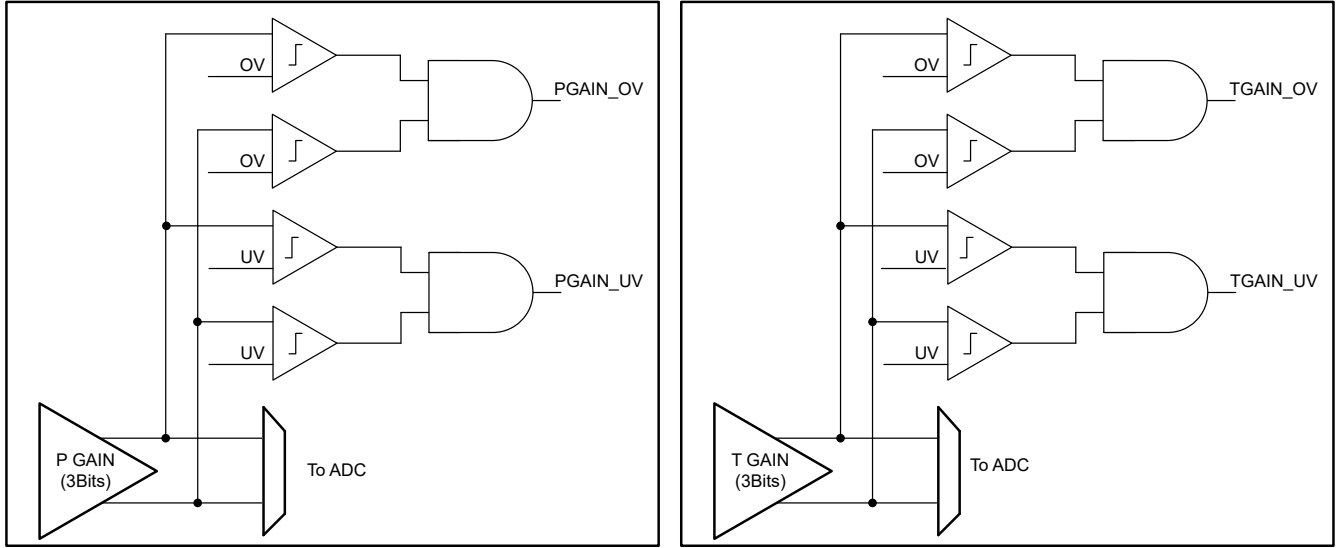 OV
PGAIN_OV
OV
UV
PGAIN_UV
UV
P GAIN
(3Bits)
To ADC
OV
TGAIN_OV
OV
UV
TGAIN_UV
UV
T GAIN
(3Bits)
To ADC